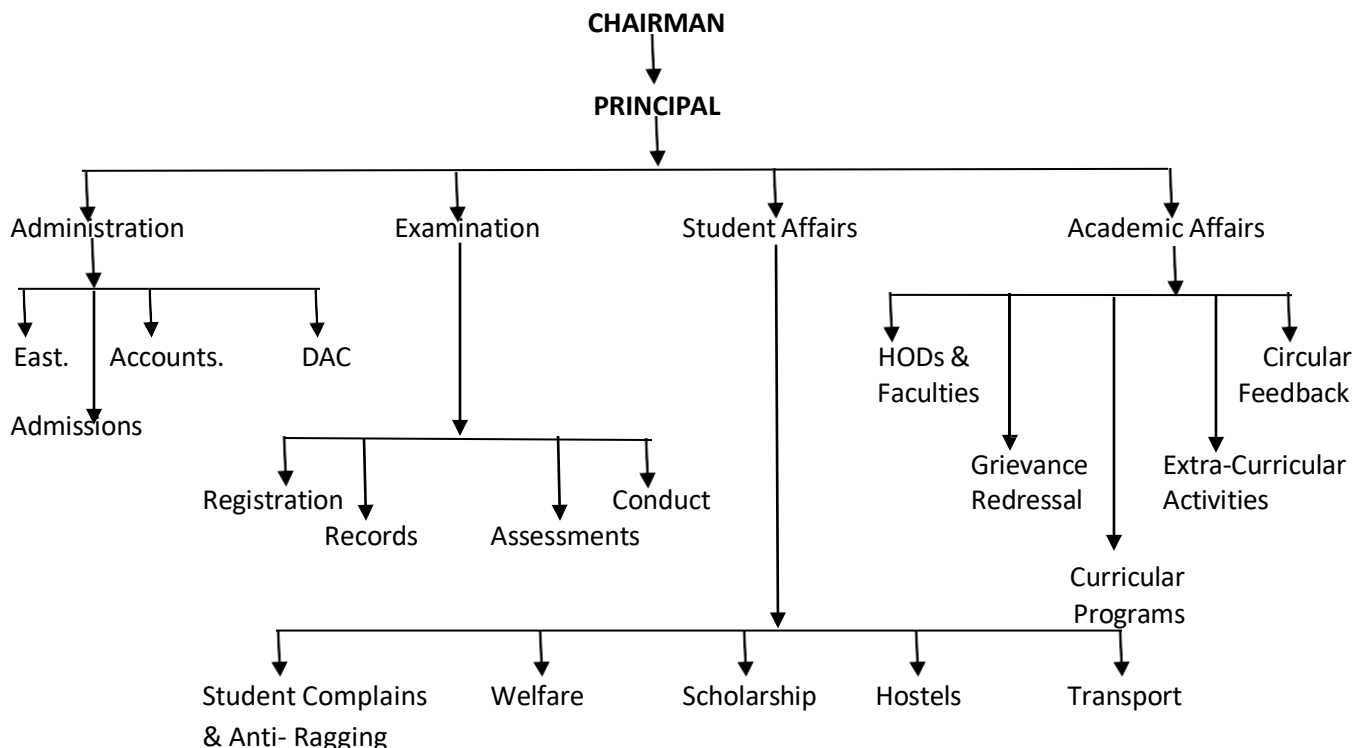 CHAIRMAN
PRINCIPAL
Administration
Examination
Student Affairs
Academic Affairs
East.
Accounts.
DAC
Admissions
HODs &
Faculties
Circular
Feedback
Grievance
Redressal
Extra-Curricular
Activities
Curricular
Programs
Registration
Records
Assessments
Conduct
Student Complains
& Anti- Ragging
Welfare
Scholarship
Hostels
Transport